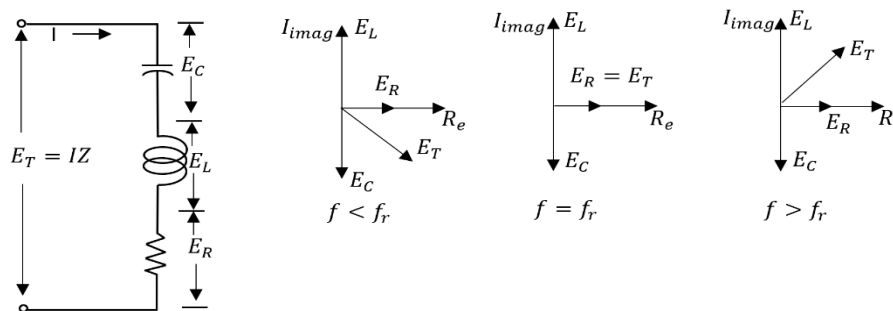 I
E_C
E_T = IZ
E_L
E_R
I_imag E_L
E_R
R_e
E_T
E_C
f < f_r
I_imag E_L
E_R = E_T
R_e
E_C
f = f_r
I_imag E_L
E_T
R
E_R
E_C
f > f_r